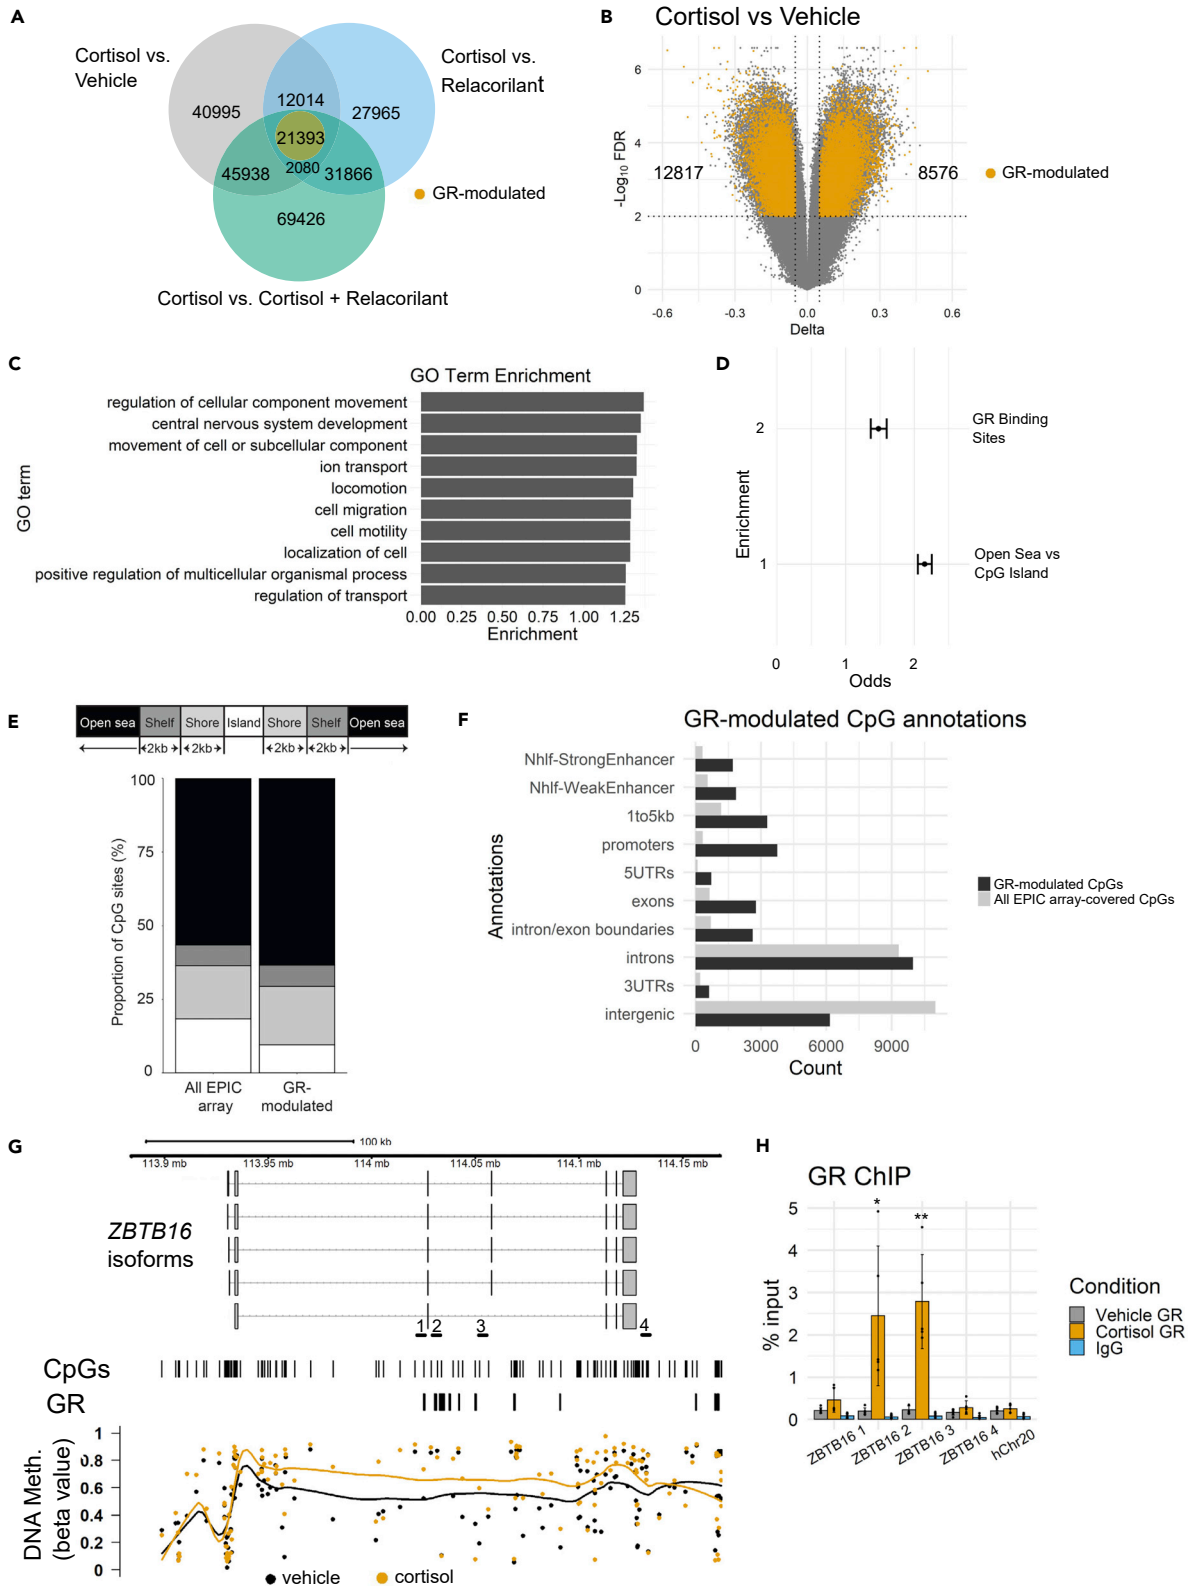 A
Cortisol vs.
Vehicle
Cortisol vs.
Relacorilant
40995
12014
27965
21393
2080
45938
31866
69426
GR-modulated
Cortisol vs. Cortisol + Relacorilant
B
Cortisol vs Vehicle
-Log10 FDR
6
4
2
0
12817
8576
GR-modulated
-0.6
-0.3
0.0
0.3
0.6
Delta
C
GO Term Enrichment
GO term
regulation of cellular component movement
central nervous system development
movement of cell or subcellular component
ion transport
locomotion
cell migration
cell motility
localization of cell
positive regulation of multicellular organismal process
regulation of transport
0.00 0.25 0.50 0.75 1.00 1.25
Enrichment
D
Enrichment
2
1
GR Binding
Sites
Open Sea vs
CpG Island
0
1
2
Odds
E
Open sea Shelf Shore Island Shore Shelf Open sea
2kb 2kb 2kb 2kb
Proportion of CpG sites (%)
100
75
50
25
0
All EPIC
array
GR-
modulated
F
GR-modulated CpG annotations
Annotations
Nhlf-StrongEnhancer
Nhlf-WeakEnhancer
1to5kb
promoters
5UTRs
exons
intron/exon boundaries
introns
3UTRs
intergenic
0
3000
6000
9000
Count
GR-modulated CpGs
All EPIC array-covered CpGs
G
100 kb
113.9 mb
113.95 mb
114 mb
114.05 mb
114.1 mb
114.15 mb
ZBTB16
isoforms
1 2 3 4
CpGs
GR
DNA Meth.
(beta value)
1
0.8
0.6
0.4
0.2
0
vehicle
cortisol
H
GR ChIP
% input
5
4
3
2
1
0
*
**
ZBTB16 1
ZBTB16 2
ZBTB16 3
ZBTB16 4
hChr20
Condition
Vehicle GR
Cortisol GR
IgG